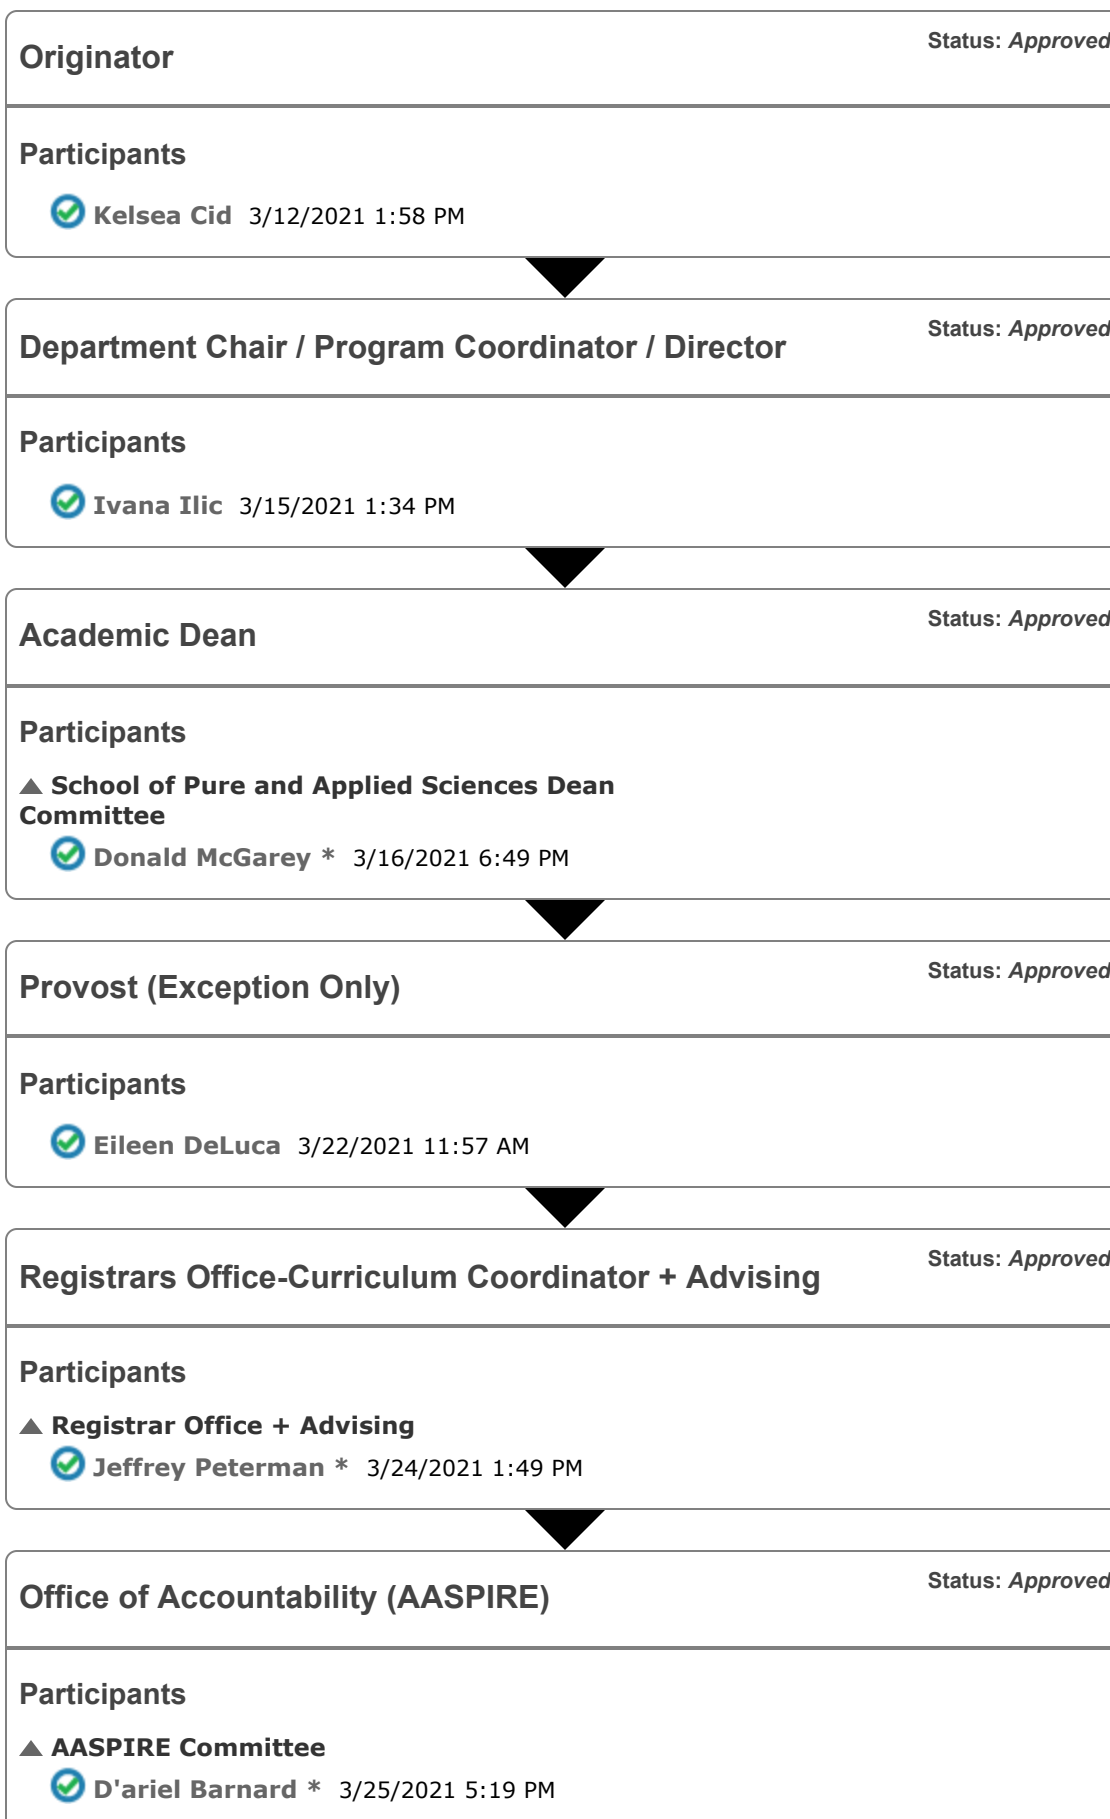 Originator
Status: Approved
Participants
Kelsea Cid 3/12/2021 1:58 PM
Department Chair / Program Coordinator / Director
Status: Approved
Participants
Ivana Ilic 3/15/2021 1:34 PM
Academic Dean
Status: Approved
Participants
School of Pure and Applied Sciences Dean
Committee
Donald McGarey * 3/16/2021 6:49 PM
Provost (Exception Only)
Status: Approved
Participants
Eileen DeLuca 3/22/2021 11:57 AM
Registrars Office-Curriculum Coordinator + Advising
Status: Approved
Participants
Registrar Office + Advising
Jeffrey Peterman * 3/24/2021 1:49 PM
Office of Accountability (AASPIRE)
Status: Approved
Participants
AASPIRE Committee
D'ariel Barnard * 3/25/2021 5:19 PM